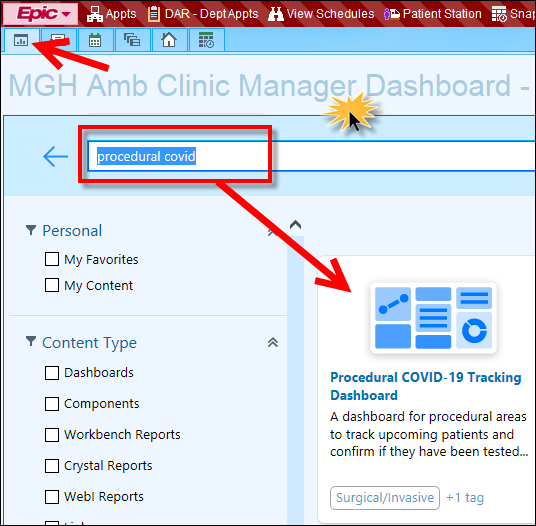 Epic Appts DAR - Dept Appts View Schedules Patient Station Snap
MGH Amb Clinic Manager Dashboard -
procedural covid
Personal
My Favorites
My Content
Content Type
Dashboards
Components
Workbench Reports
Crystal Reports
WebI Reports
Procedural COVID-19 Tracking
Dashboard
A dashboard for procedural areas
to track upcoming patients and
confirm if they have been tested...
Surgical/Invasive +1 tag